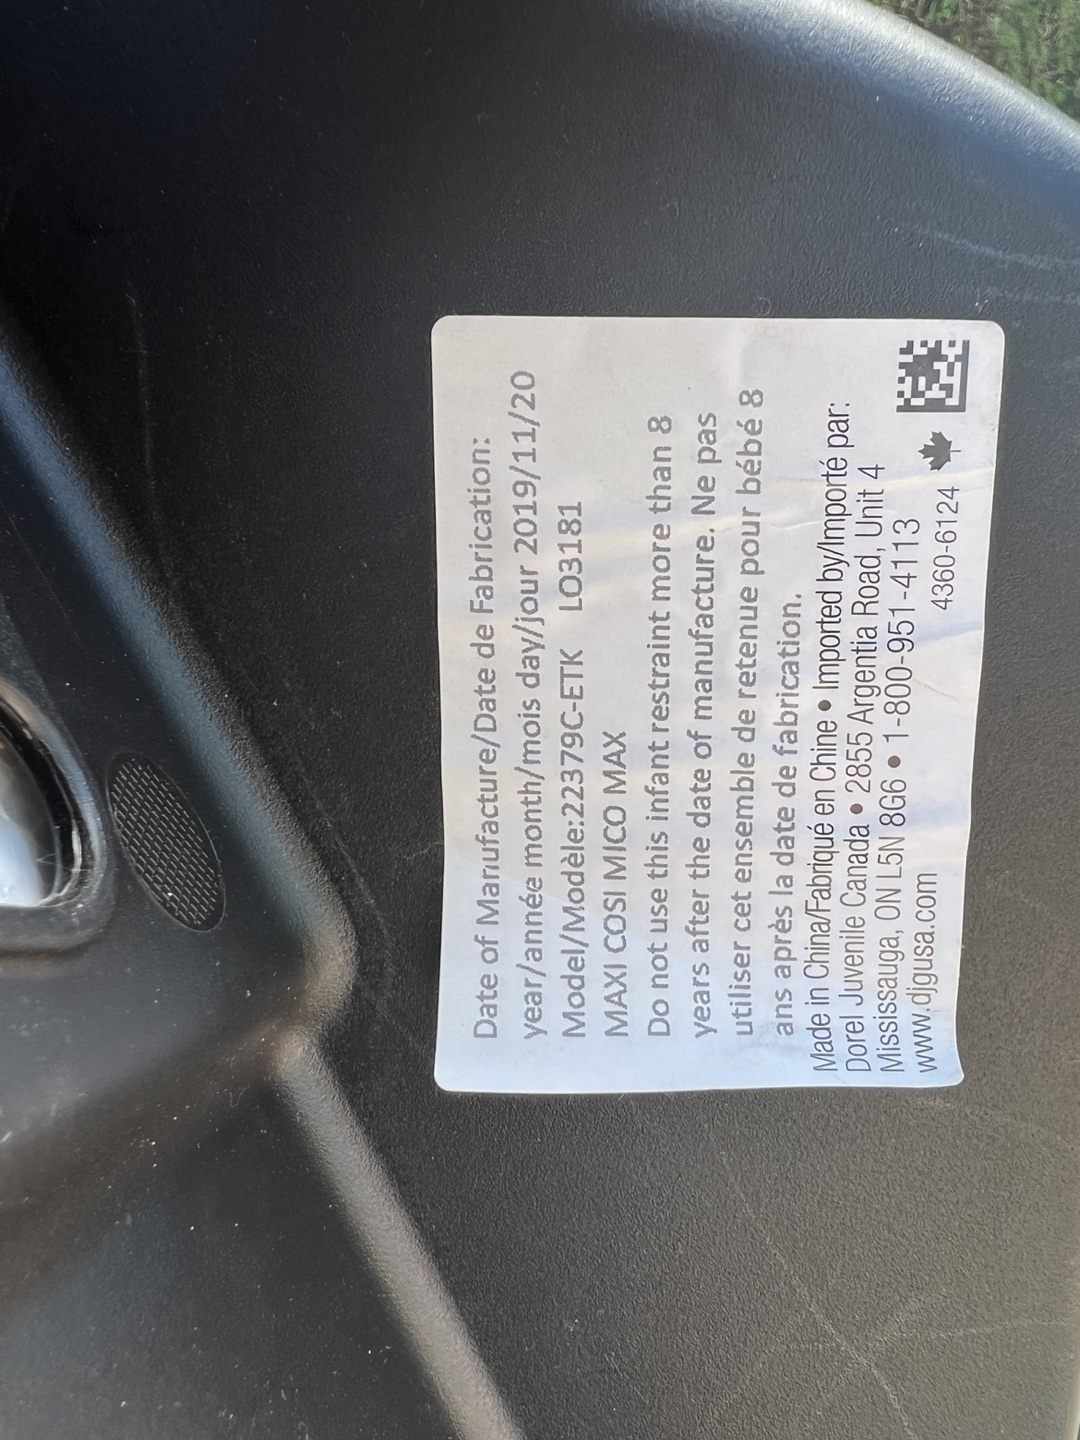 Date of Manufacture/Date de Fabrication:
year/année month/mois day/jour 2019/11/20
Model/Modèle:22379C-ETK LO3181
MAXI COSI MICO MAX
Do not use this infant restraint more than 8
years after the date of manufacture. Ne pas
utiliser cet ensemble de retenue pour bébé 8
ans après la date de fabrication.
Made in China/Fabriqué en Chine • Imported by/Importé par:
Dorel Juvenile Canada • 2855 Argentia Road, Unit 4
Mississauga, ON L5N 8G6 • 1-800-951-4113
www.djgusa.com 4360-6124